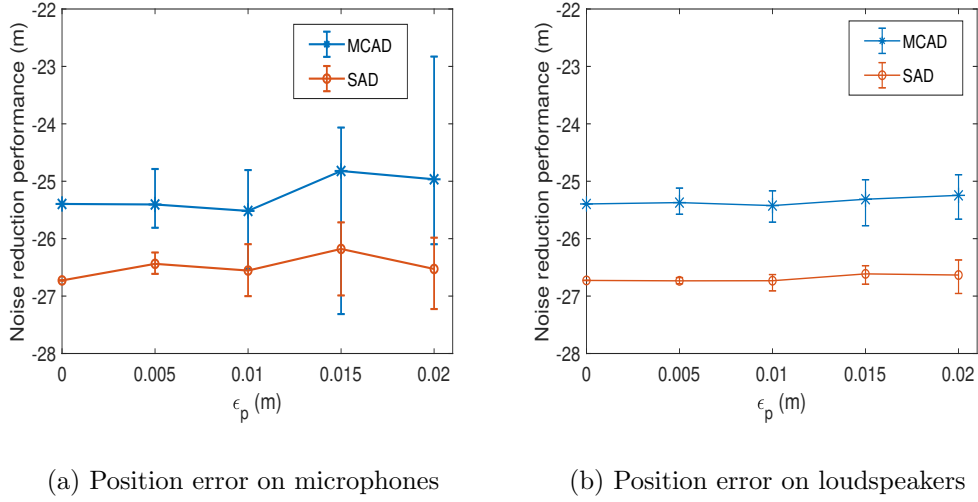 -22
-23
-24
-25
-26
-27
-28
0
0.005
0.01
0.015
0.02
ϵp (m)
Noise reduction performance (m)
MCAD
SAD
(a) Position error on microphones
-22
-23
-24
-25
-26
-27
-28
0
0.005
0.01
0.015
0.02
ϵp (m)
Noise reduction performance (m)
MCAD
SAD
(b) Position error on loudspeakers